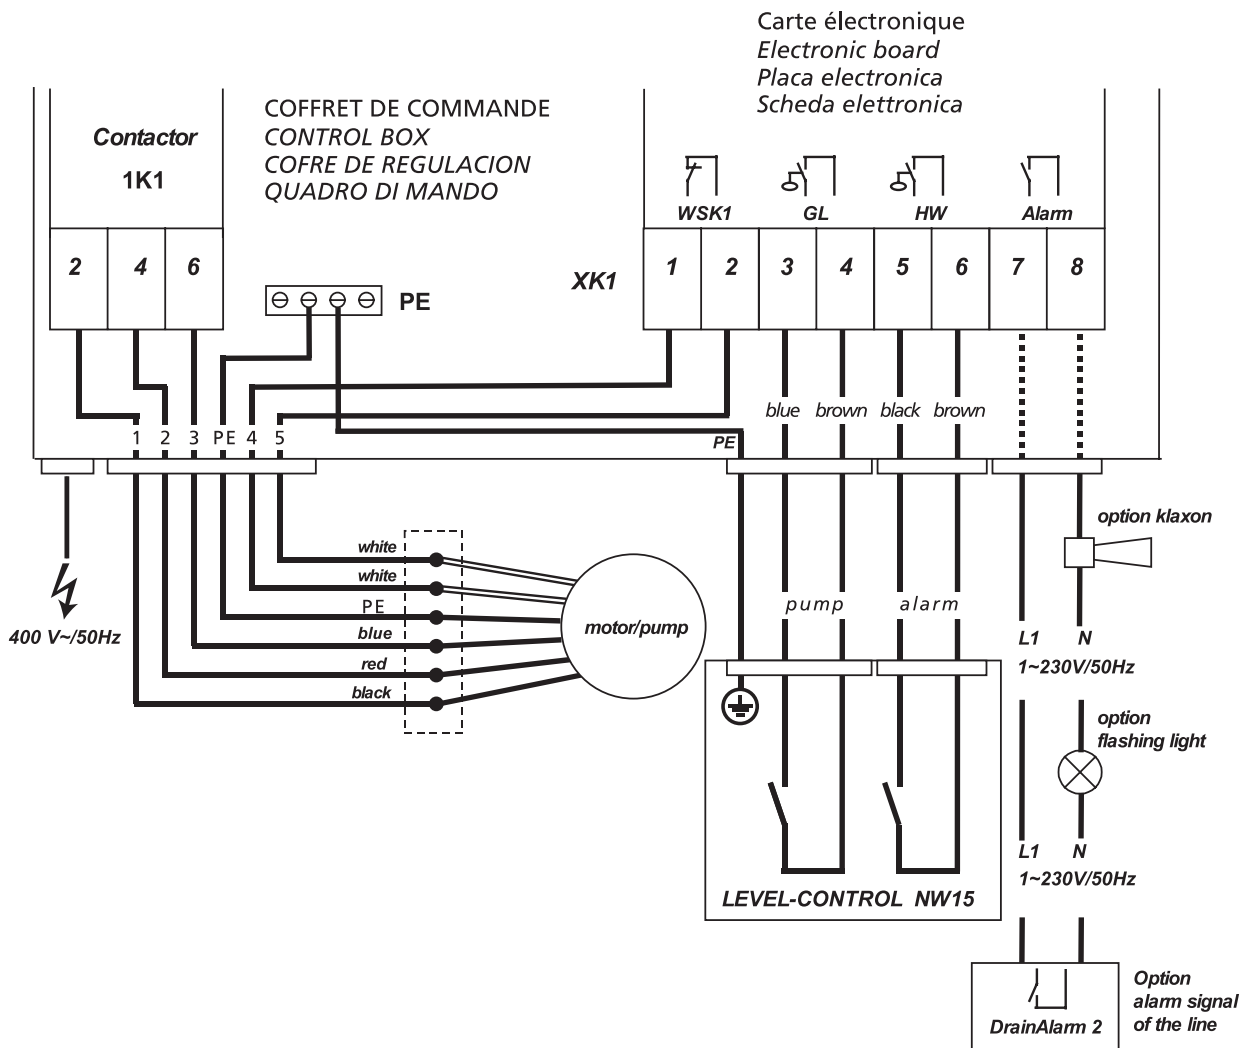 Carte électronique
Electronic board
Placa electronica
Scheda elettronica
COFFRET DE COMMANDE
CONTROL BOX
COFRE DE REGULACION
QUADRO DI MANDO
Contactor
1K1
WSK1 GL HW Alarm
2 4 6
XK1
1 2 3 4 5 6 7 8
PE
blue brown black brown
1 2 3 PE 4 5
PE
option klaxon
white
white
PE
blue
red
black
motor/pump
400 V~/50Hz
pump alarm
L1 N
1~230V/50Hz
option
flashing light
L1 N
1~230V/50Hz
LEVEL-CONTROL NW15
DrainAlarm 2
Option
alarm signal
of the line